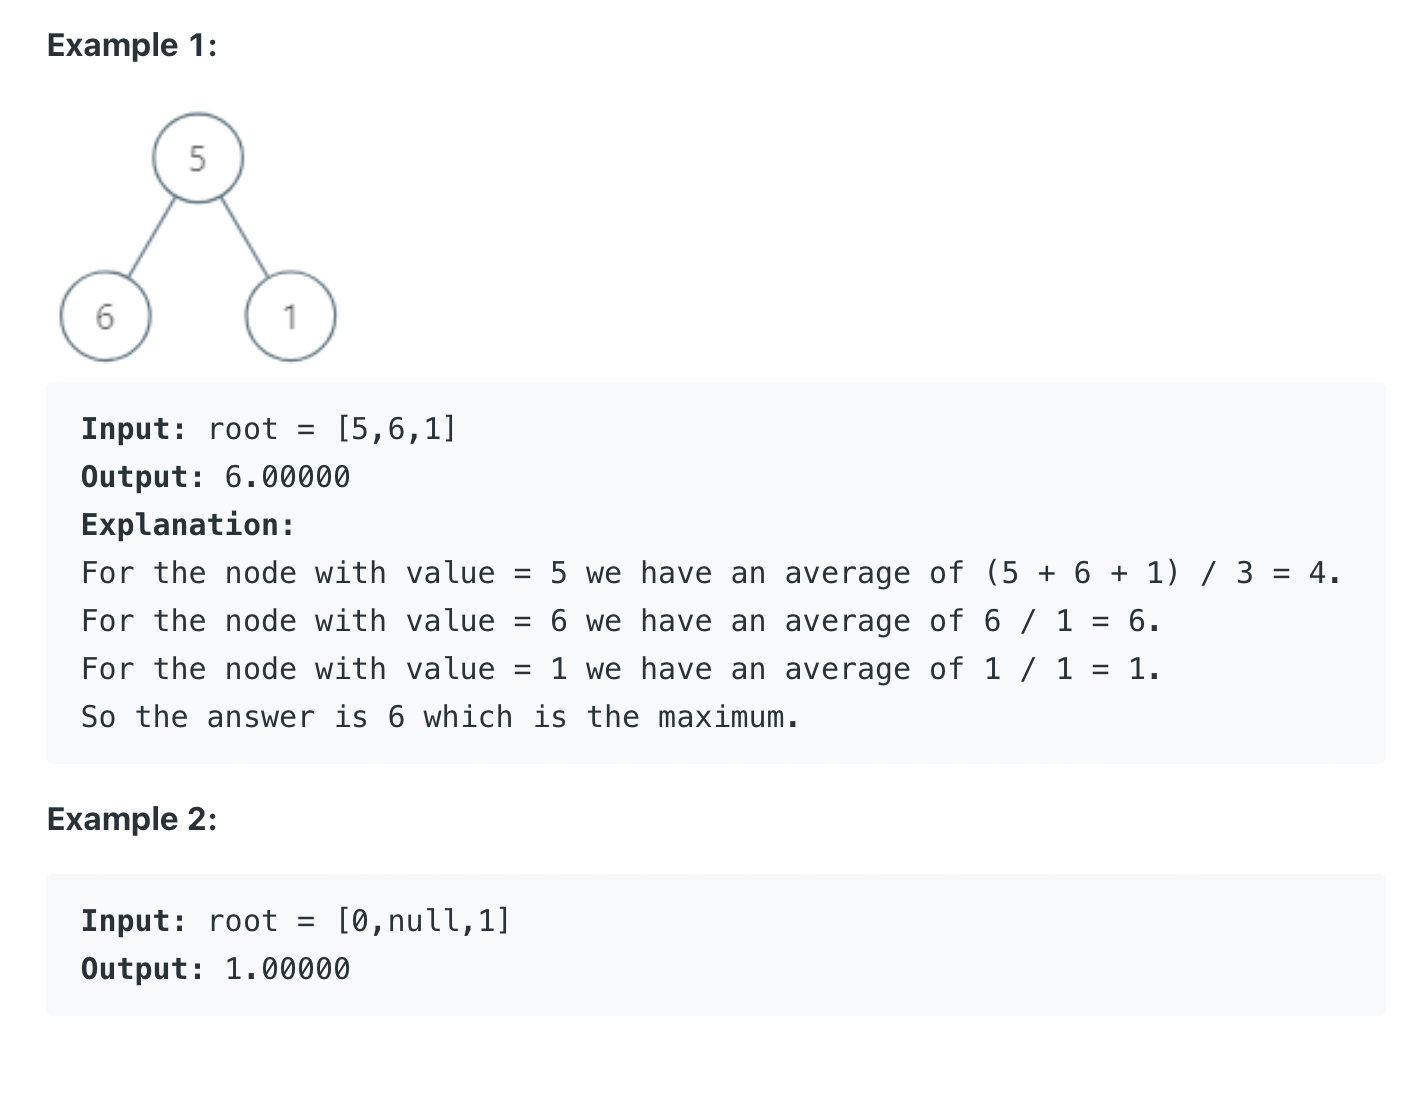 Example 1:
5
6 1
Input: root = [5,6,1]
Output: 6.00000
Explanation:
For the node with value = 5 we have an average of (5 + 6 + 1) / 3 = 4.
For the node with value = 6 we have an average of 6 / 1 = 6.
For the node with value = 1 we have an average of 1 / 1 = 1.
So the answer is 6 which is the maximum.
Example 2:
Input: root = [0,null,1]
Output: 1.00000